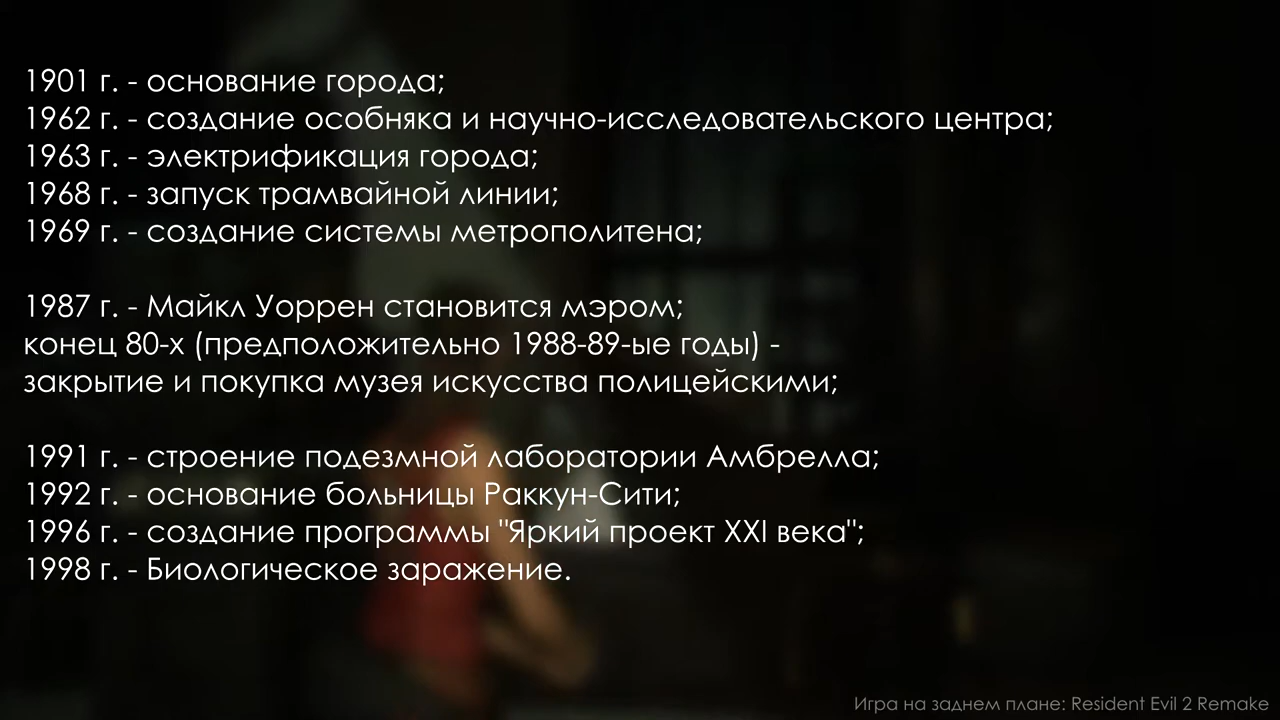 1901 г. - основание города;
1962 г. - создание особняка и научно-исследовательского центра;
1963 г. - электрификация города;
1968 г. - запуск трамвайной линии;
1969 г. - создание системы метрополитена;
1987 г. - Майкл Уоррен становится мэром;
конец 80-х (предположительно 1988-89-ые годы) -
закрытие и покупка музея искусства полицейскими;
1991 г. - строение подезмной лаборатории Амбрелла;
1992 г. - основание больницы Раккун-Сити;
1996 г. - создание программы "Яркий проект XXI века";
1998 г. - Биологическое заражение.
Игра на заднем плане: Resident Evil 2 Remake